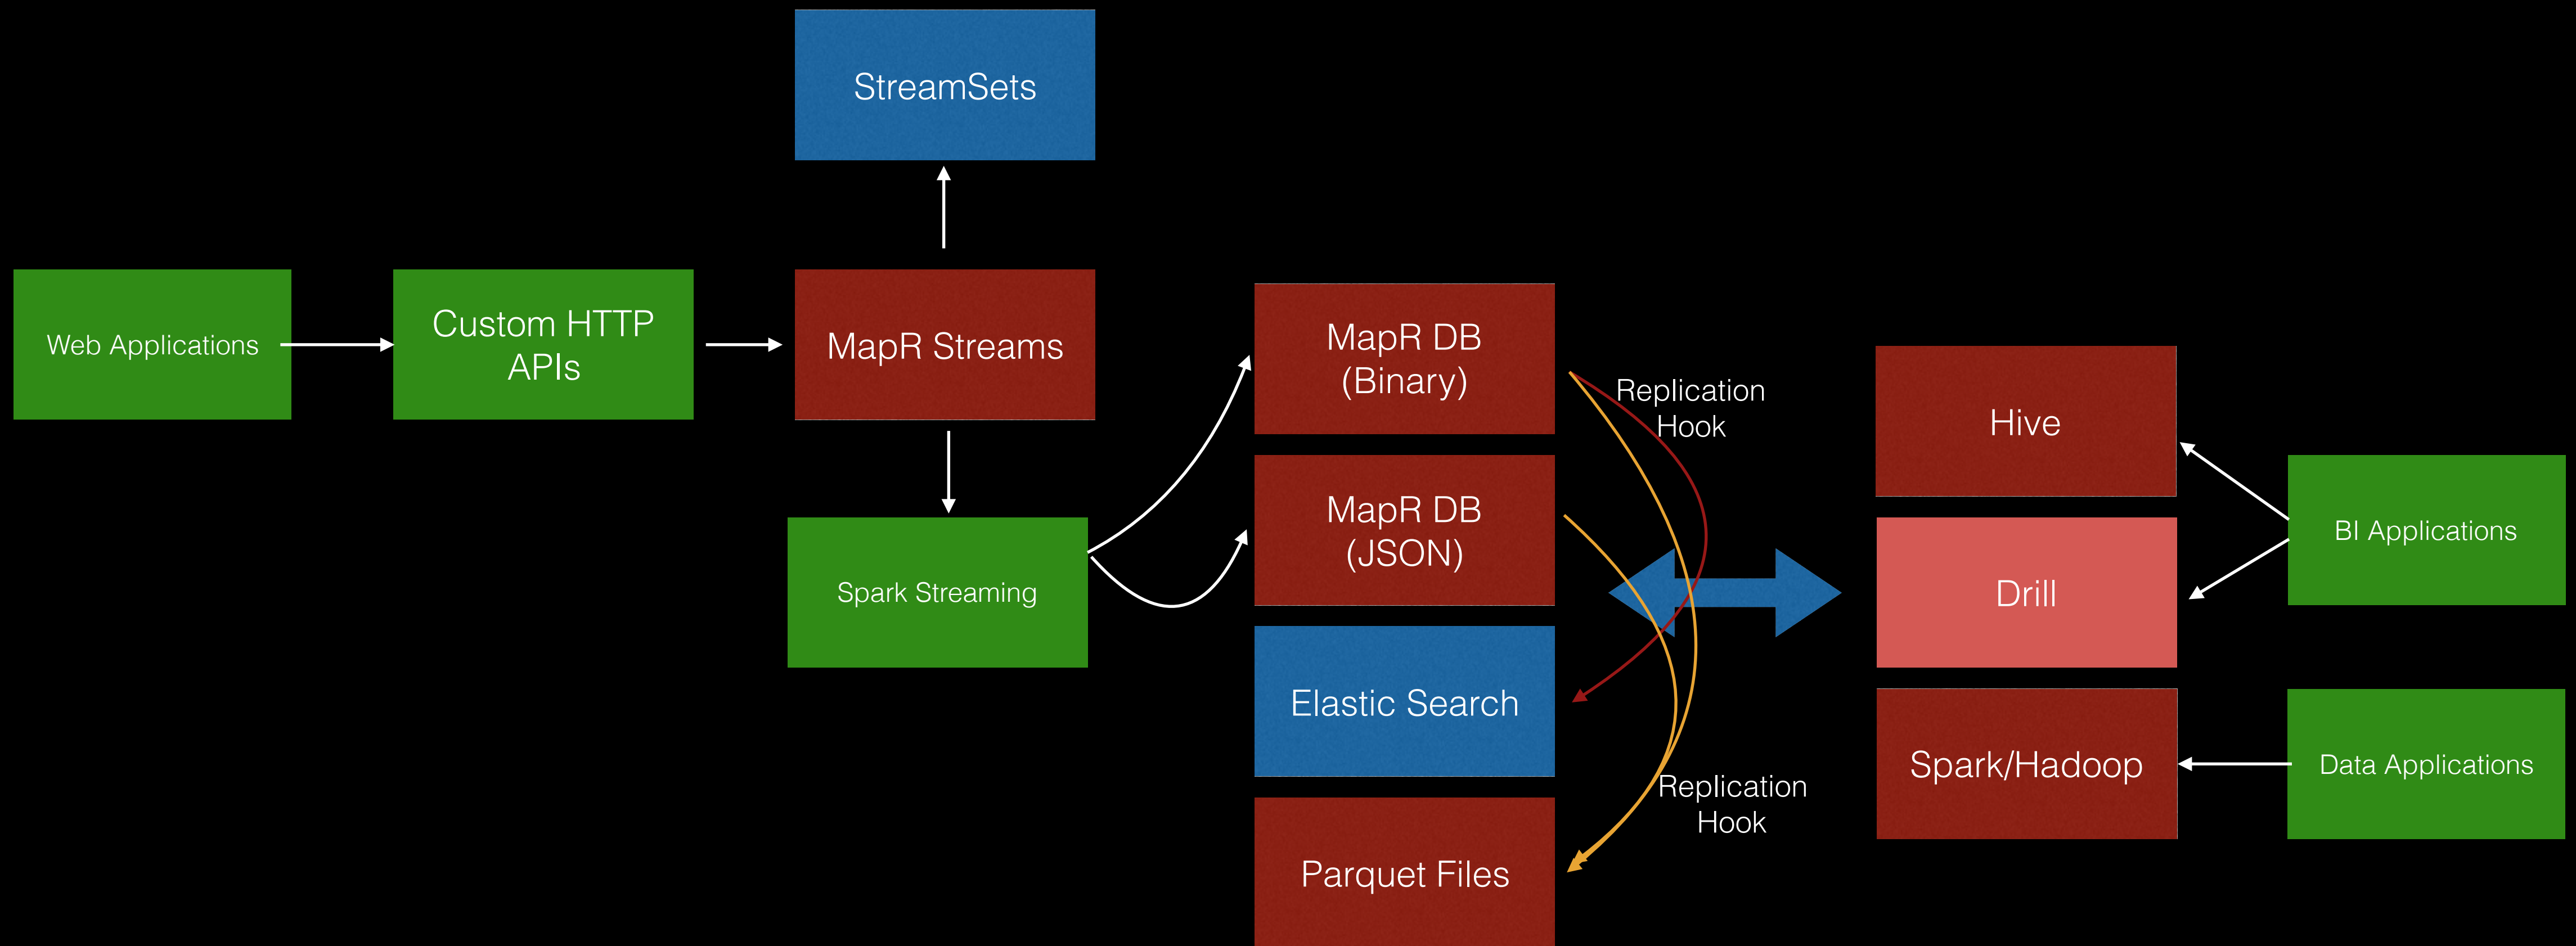 StreamSets
Web Applications
Custom HTTP
APIs
MapR Streams
Spark Streaming
MapR DB
(Binary)
MapR DB
(JSON)
Elastic Search
Parquet Files
Replication
Hook
Replication
Hook
Hive
Drill
Spark/Hadoop
BI Applications
Data Applications